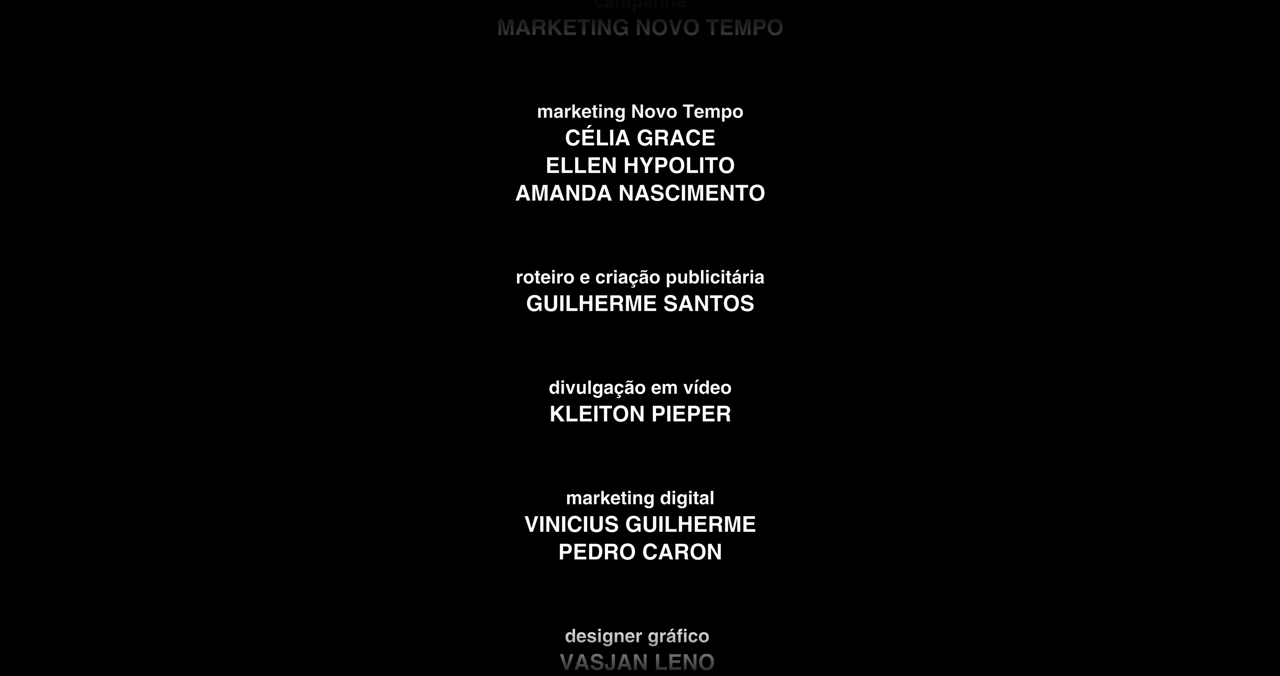 campanha
MARKETING NOVO TEMPO
marketing Novo Tempo
CÉLIA GRACE
ELLEN HYPOLITO
AMANDA NASCIMENTO
roteiro e criação publicitária
GUILHERME SANTOS
divulgação em vídeo
KLEITON PIEPER
marketing digital
VINICIUS GUILHERME
PEDRO CARON
designer gráfico
VASJAN LENO